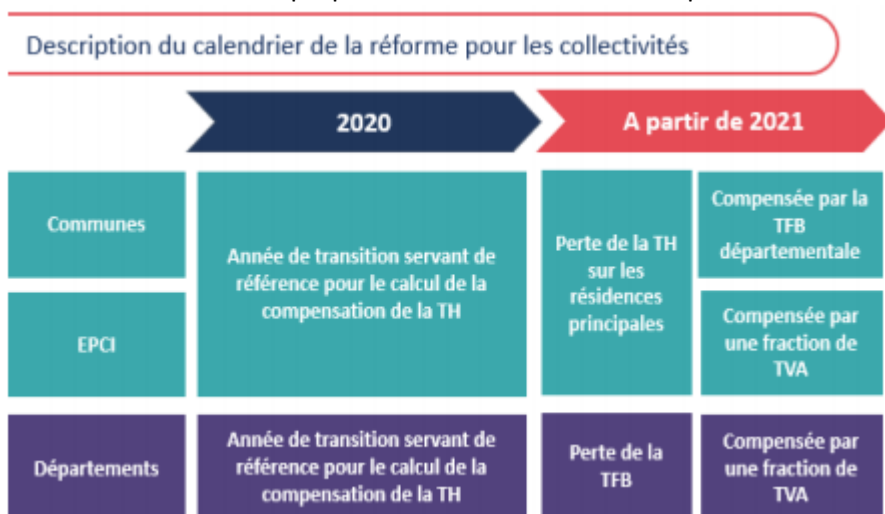 Description du calendrier de la réforme pour les collectivités
2020
A partir de 2021
Communes
Année de transition servant de
référence pour le calcul de la
compensation de la TH
Perte de la TH
sur les
résidences
principales
Compensée par la
TFB
départementale
EPCI
Compensée par
une fraction de
TVA
Départements
Année de transition servant de
référence pour le calcul de la
compensation de la TH
Perte de la
TFB
Compensée par
une fraction de
TVA